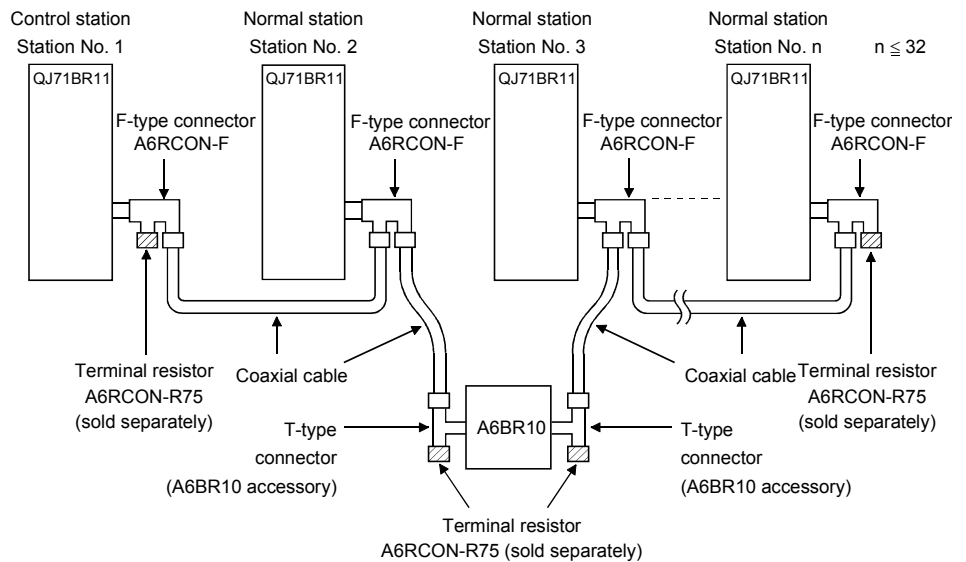 Control station
Station No. 1
Normal station
Station No. 2
Normal station
Station No. 3
Normal station
Station No. n
n ≦ 32
QJ71BR11
QJ71BR11
QJ71BR11
QJ71BR11
F-type connector
A6RCON-F
F-type connector
A6RCON-F
F-type connector
A6RCON-F
F-type connector
A6RCON-F
Terminal resistor
A6RCON-R75
(sold separately)
Coaxial cable
Coaxial cable
Terminal resistor
A6RCON-R75
(sold separately)
T-type
connector
(A6BR10 accessory)
A6BR10
T-type
connector
(A6BR10 accessory)
Terminal resistor
A6RCON-R75 (sold separately)